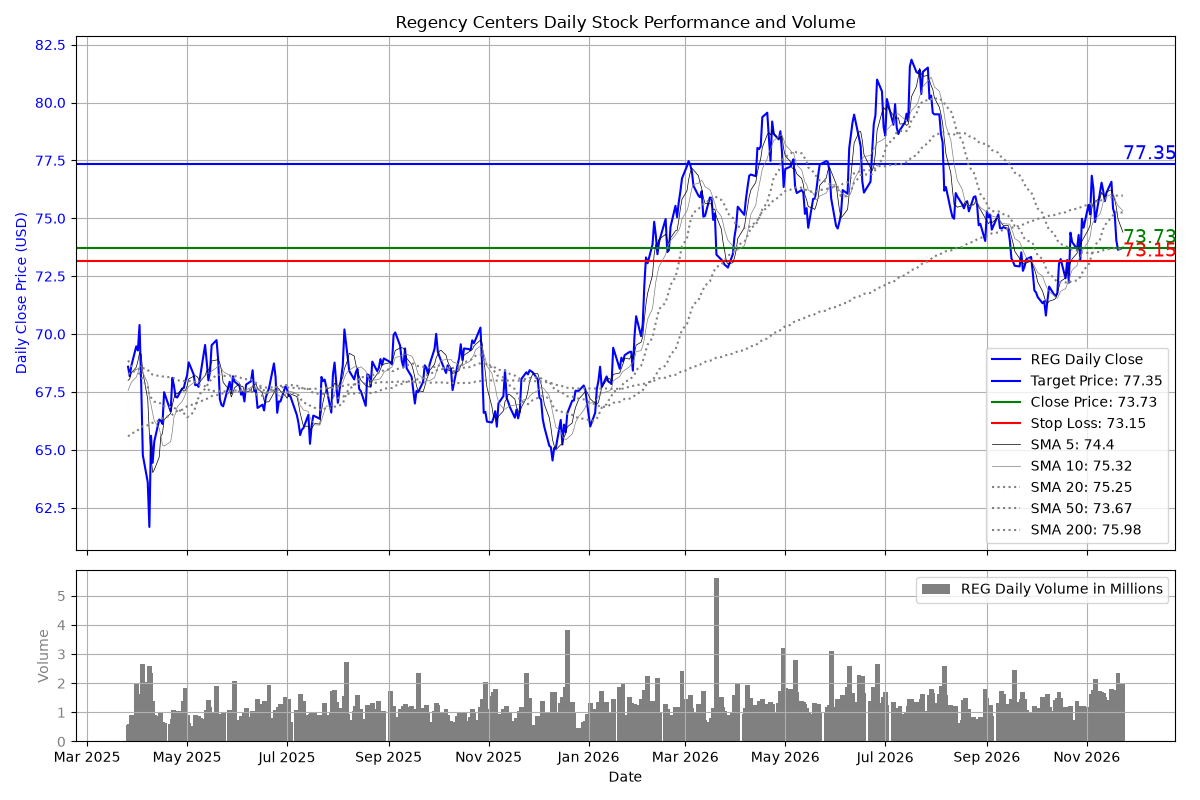 Regency Centers Daily Stock Performance and Volume
Daily Close Price (USD)
82.5
80.0
77.5
75.0
72.5
70.0
67.5
65.0
62.5
77.35
73.73
73.15
REG Daily Close
Target Price: 77.35
Close Price: 73.73
Stop Loss: 73.15
SMA 5: 74.4
SMA 10: 75.32
SMA 20: 75.25
SMA 50: 73.67
SMA 200: 75.98
Volume
5
4
3
2
1
0
REG Daily Volume in Millions
Mar 2025 May 2025 Jul 2025 Sep 2025 Nov 2025 Jan 2026 Mar 2026 May 2026 Jul 2026 Sep 2026 Nov 2026
Date